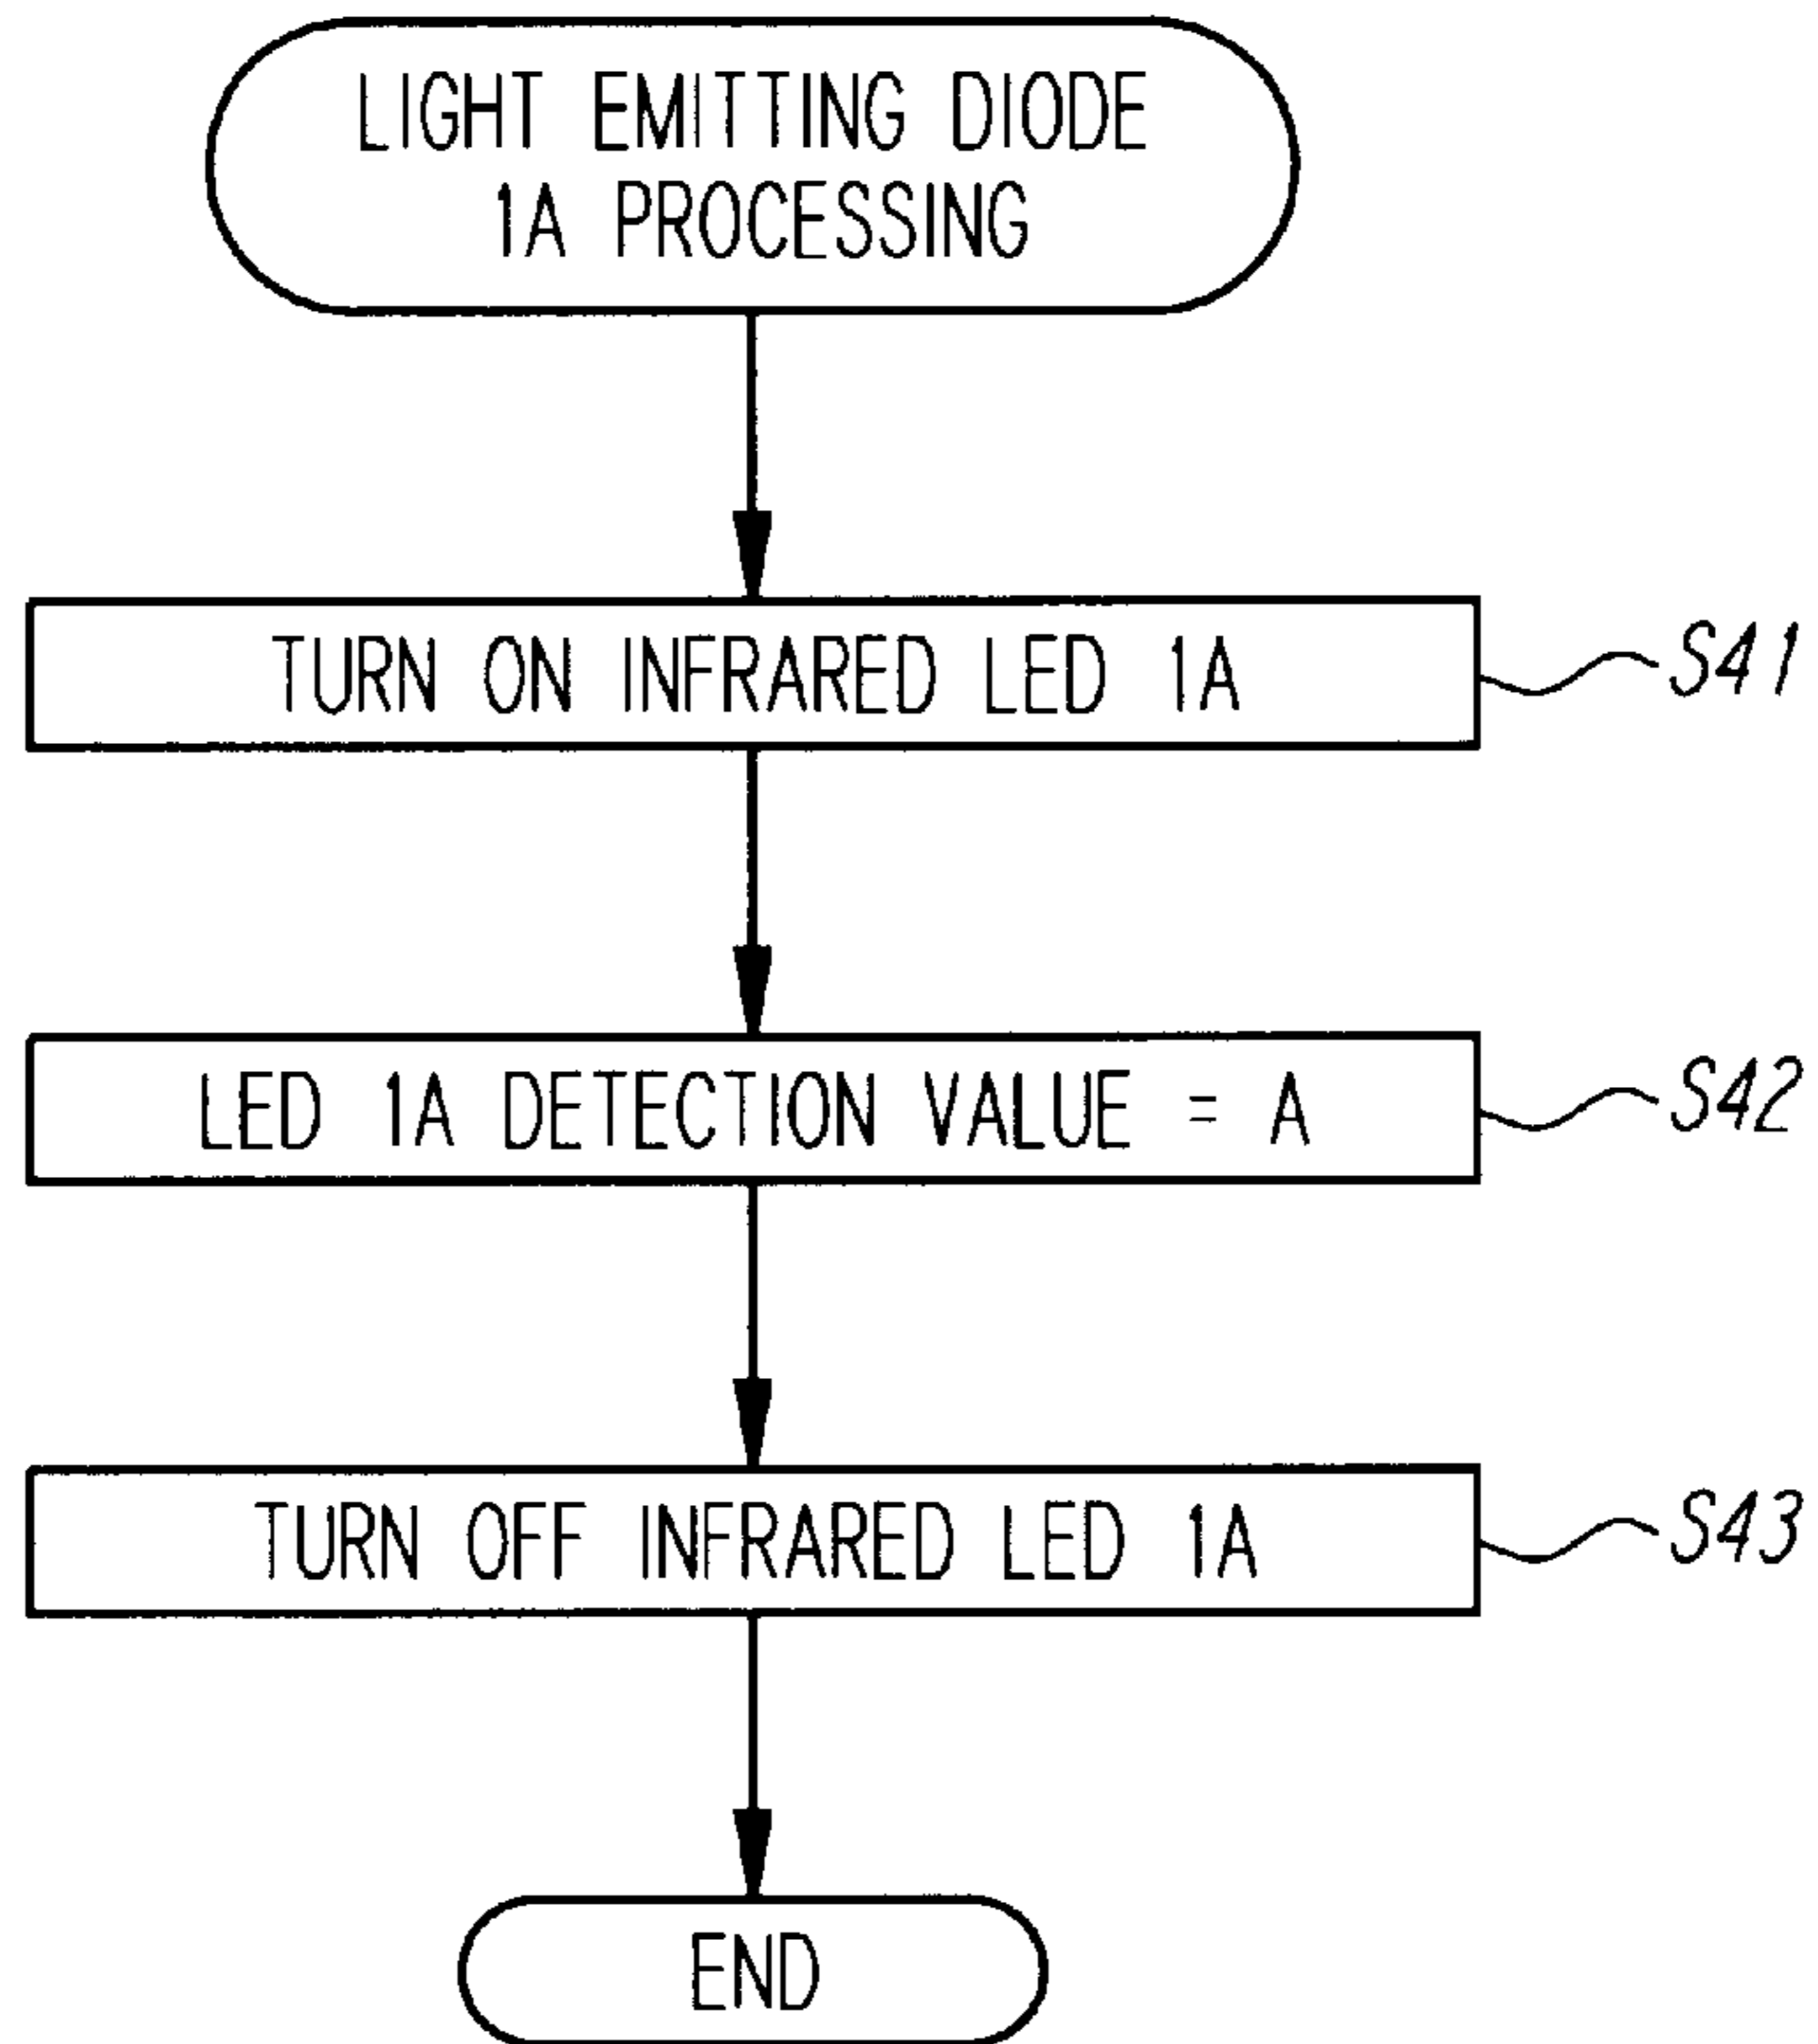 LIGHT EMITTING DIODE
1A PROCESSING
TURN ON INFRARED LED 1A
S41
LED 1A DETECTION VALUE = A
S42
TURN OFF INFRARED LED 1A
S43
END